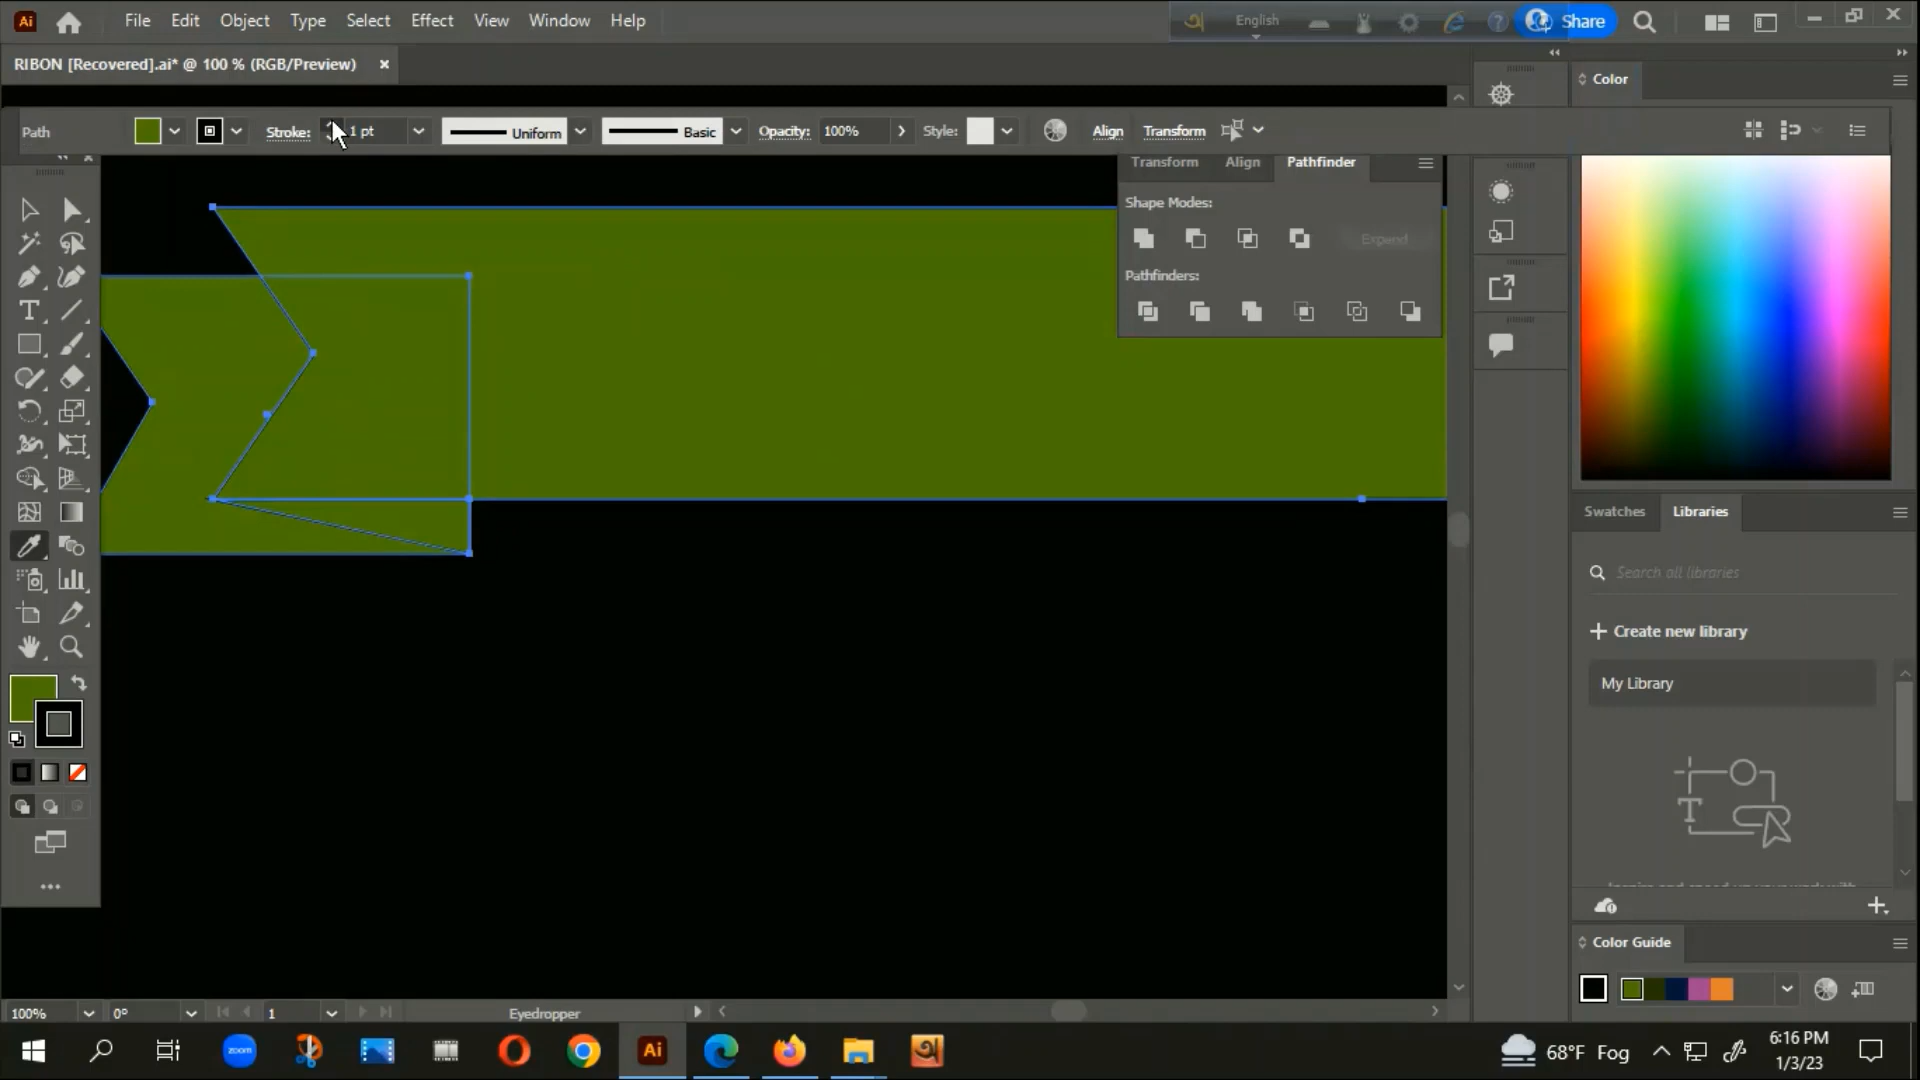 Ai File Edit Object Type Select Effect View Window Help English Share
RIBON [Recovered].ai* @ 100 % (RGB/Preview)
Color
Path Stroke: 1 pt Uniform Basic Opacity: 100% Style: Align Transform
Transform Align Pathfinder
Shape Modes:
Expand
Pathfinders:
Swatches Libraries
Search all libraries
+ Create new library
My Library
Color Guide
100% 0° 1 Eyedropper
zoom Ai 68°F Fog
6:16 PM
1/3/23